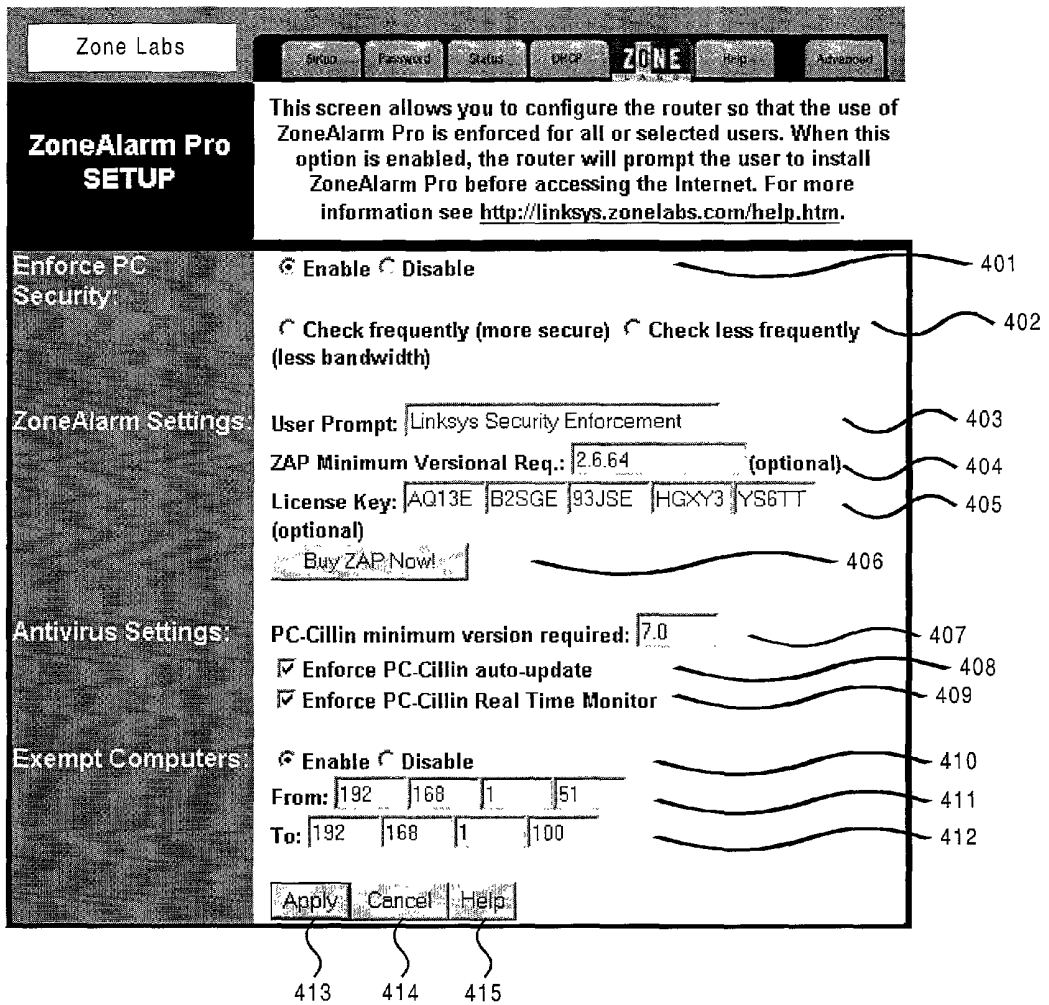 Zone Labs
Setup Password Status DHCP ZONE Help Advanced
ZoneAlarm Pro
SETUP
This screen allows you to configure the router so that the use of
ZoneAlarm Pro is enforced for all or selected users. When this
option is enabled, the router will prompt the user to install
ZoneAlarm Pro before accessing the Internet. For more
information see http://linksys.zonelabs.com/help.htm.
Enforce PC
Security:
Enable Disable
401
Check frequently (more secure) Check less frequently
(less bandwidth)
402
ZoneAlarm Settings:
User Prompt: Linksys Security Enforcement
403
ZAP Minimum Versional Req.: 2.6.64 (optional)
404
License Key: AQ13E B2SGE 93JSE HGXY3 YS6TT
(optional)
405
Buy ZAP Now!
406
Antivirus Settings:
PC-Cillin minimum version required: 7.0
407
Enforce PC-Cillin auto-update
408
Enforce PC-Cillin Real Time Monitor
409
Exempt Computers:
Enable Disable
410
From: 192 168 1 51
411
To: 192 168 1 100
412
Apply Cancel Help
413 414 415